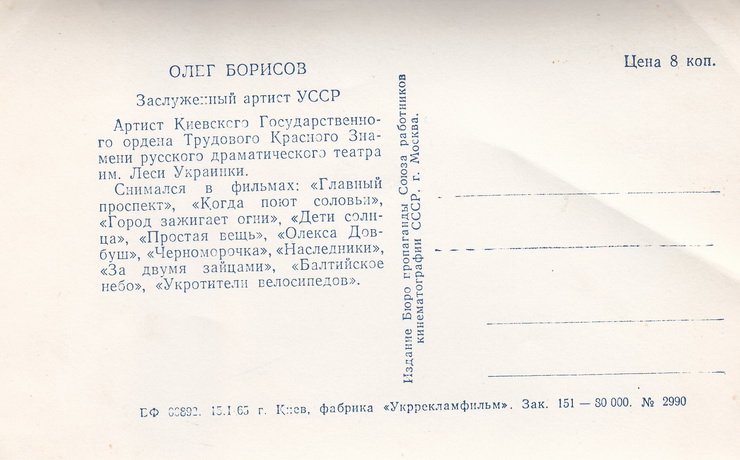 ОЛЕГ БОРИСОВ
Заслуженный артист УССР
Артист Киевского Государственно-
го ордена Трудового Красного Зна-
мени русского драматического театра
им. Леси Украинки.
Снимался в фильмах: «Главный
проспект», «Когда поют соловьи»,
«Город зажигает огни», «Дети солн-
ца», «Простая вещь», «Олекса Дов-
буш», «Черноморочка», «Наследники»,
«За двумя зайцами», «Балтийское
небо», «Укротители велосипедов».
Издание Бюро пропаганды Союза работников
кинематографии СССР. г. Москва.
Цена 8 коп.
БФ 15.1.65 г. Киев, фабрика «Укррекламфильм». Зак. 151 — 80 000. № 2990